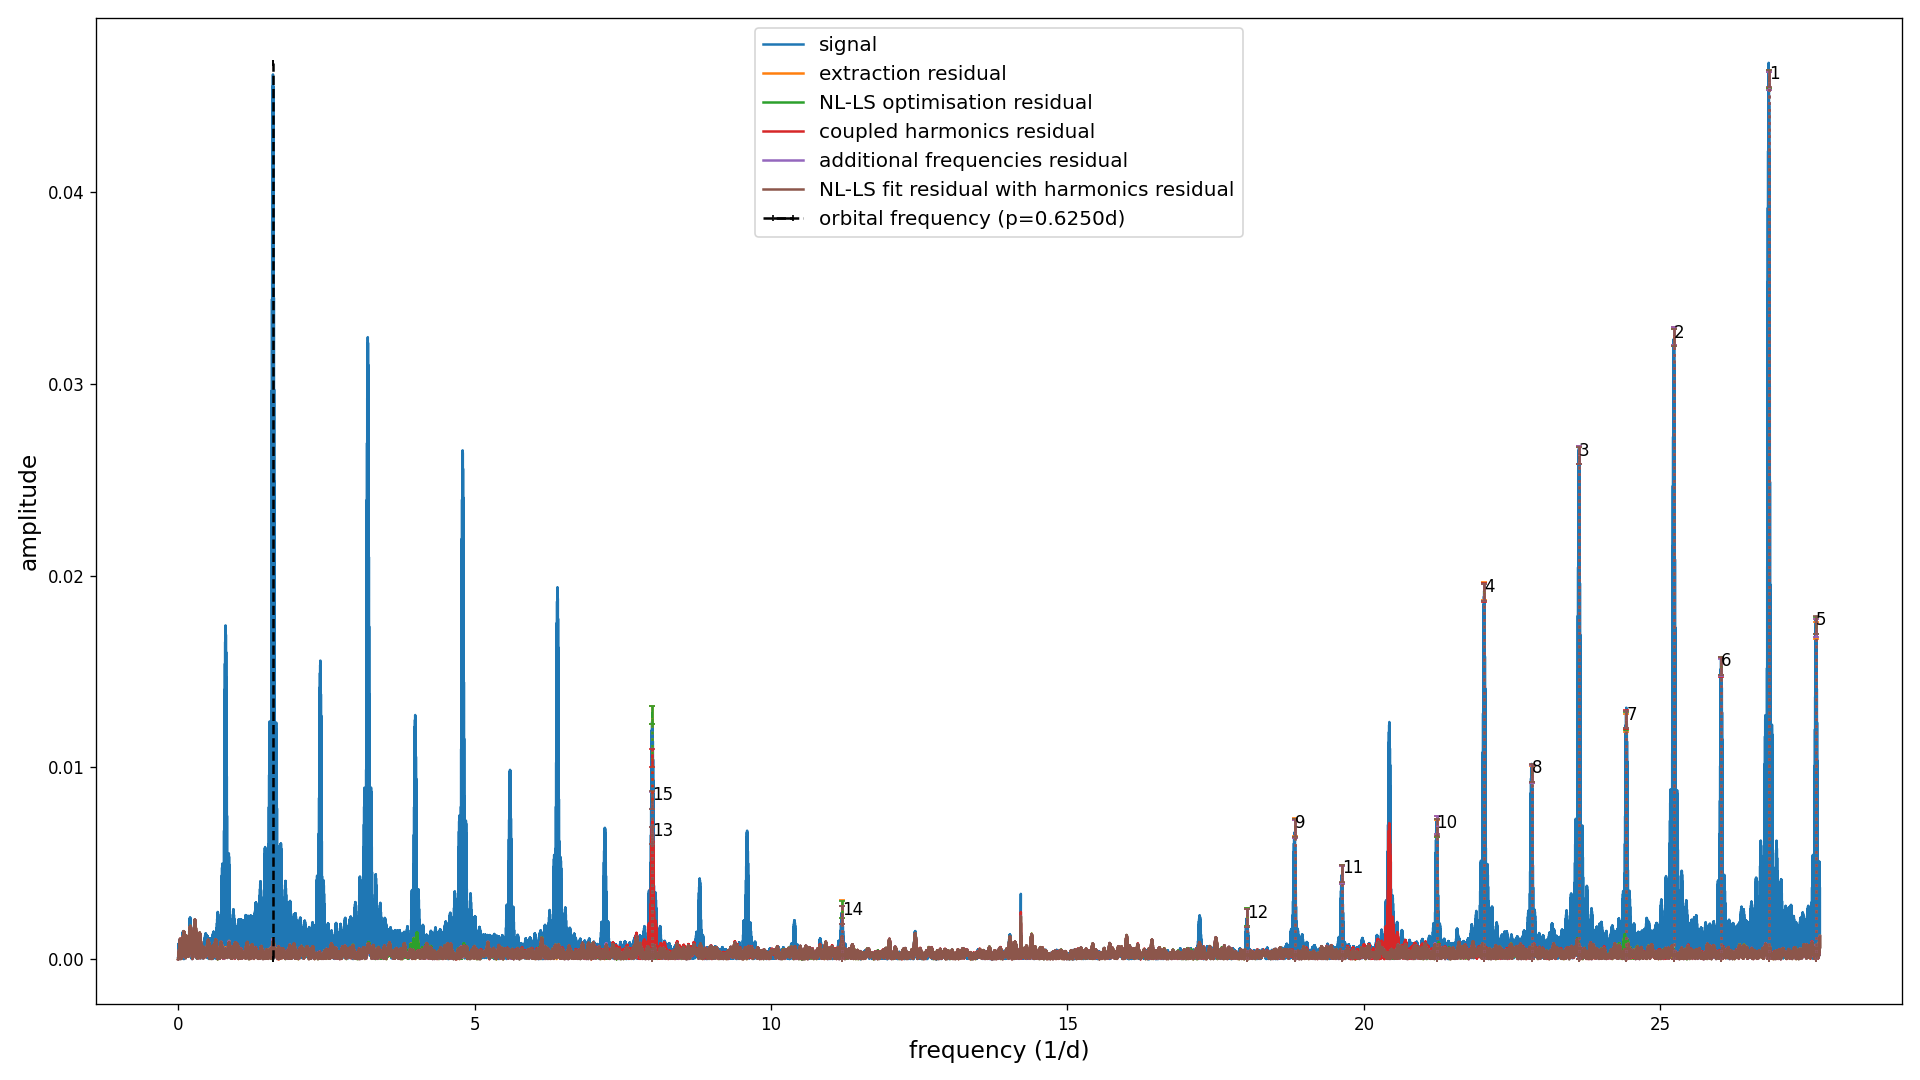 signal
extraction residual
NL-LS optimisation residual
coupled harmonics residual
additional frequencies residual
NL-LS fit residual with harmonics residual
orbital frequency (p=0.6250d)
amplitude
0.04
0.03
0.02
0.01
0.00
1
2
3
4
5
6
7
8
9
10
11
12
15
13
14
0
5
10
15
20
25
frequency (1/d)